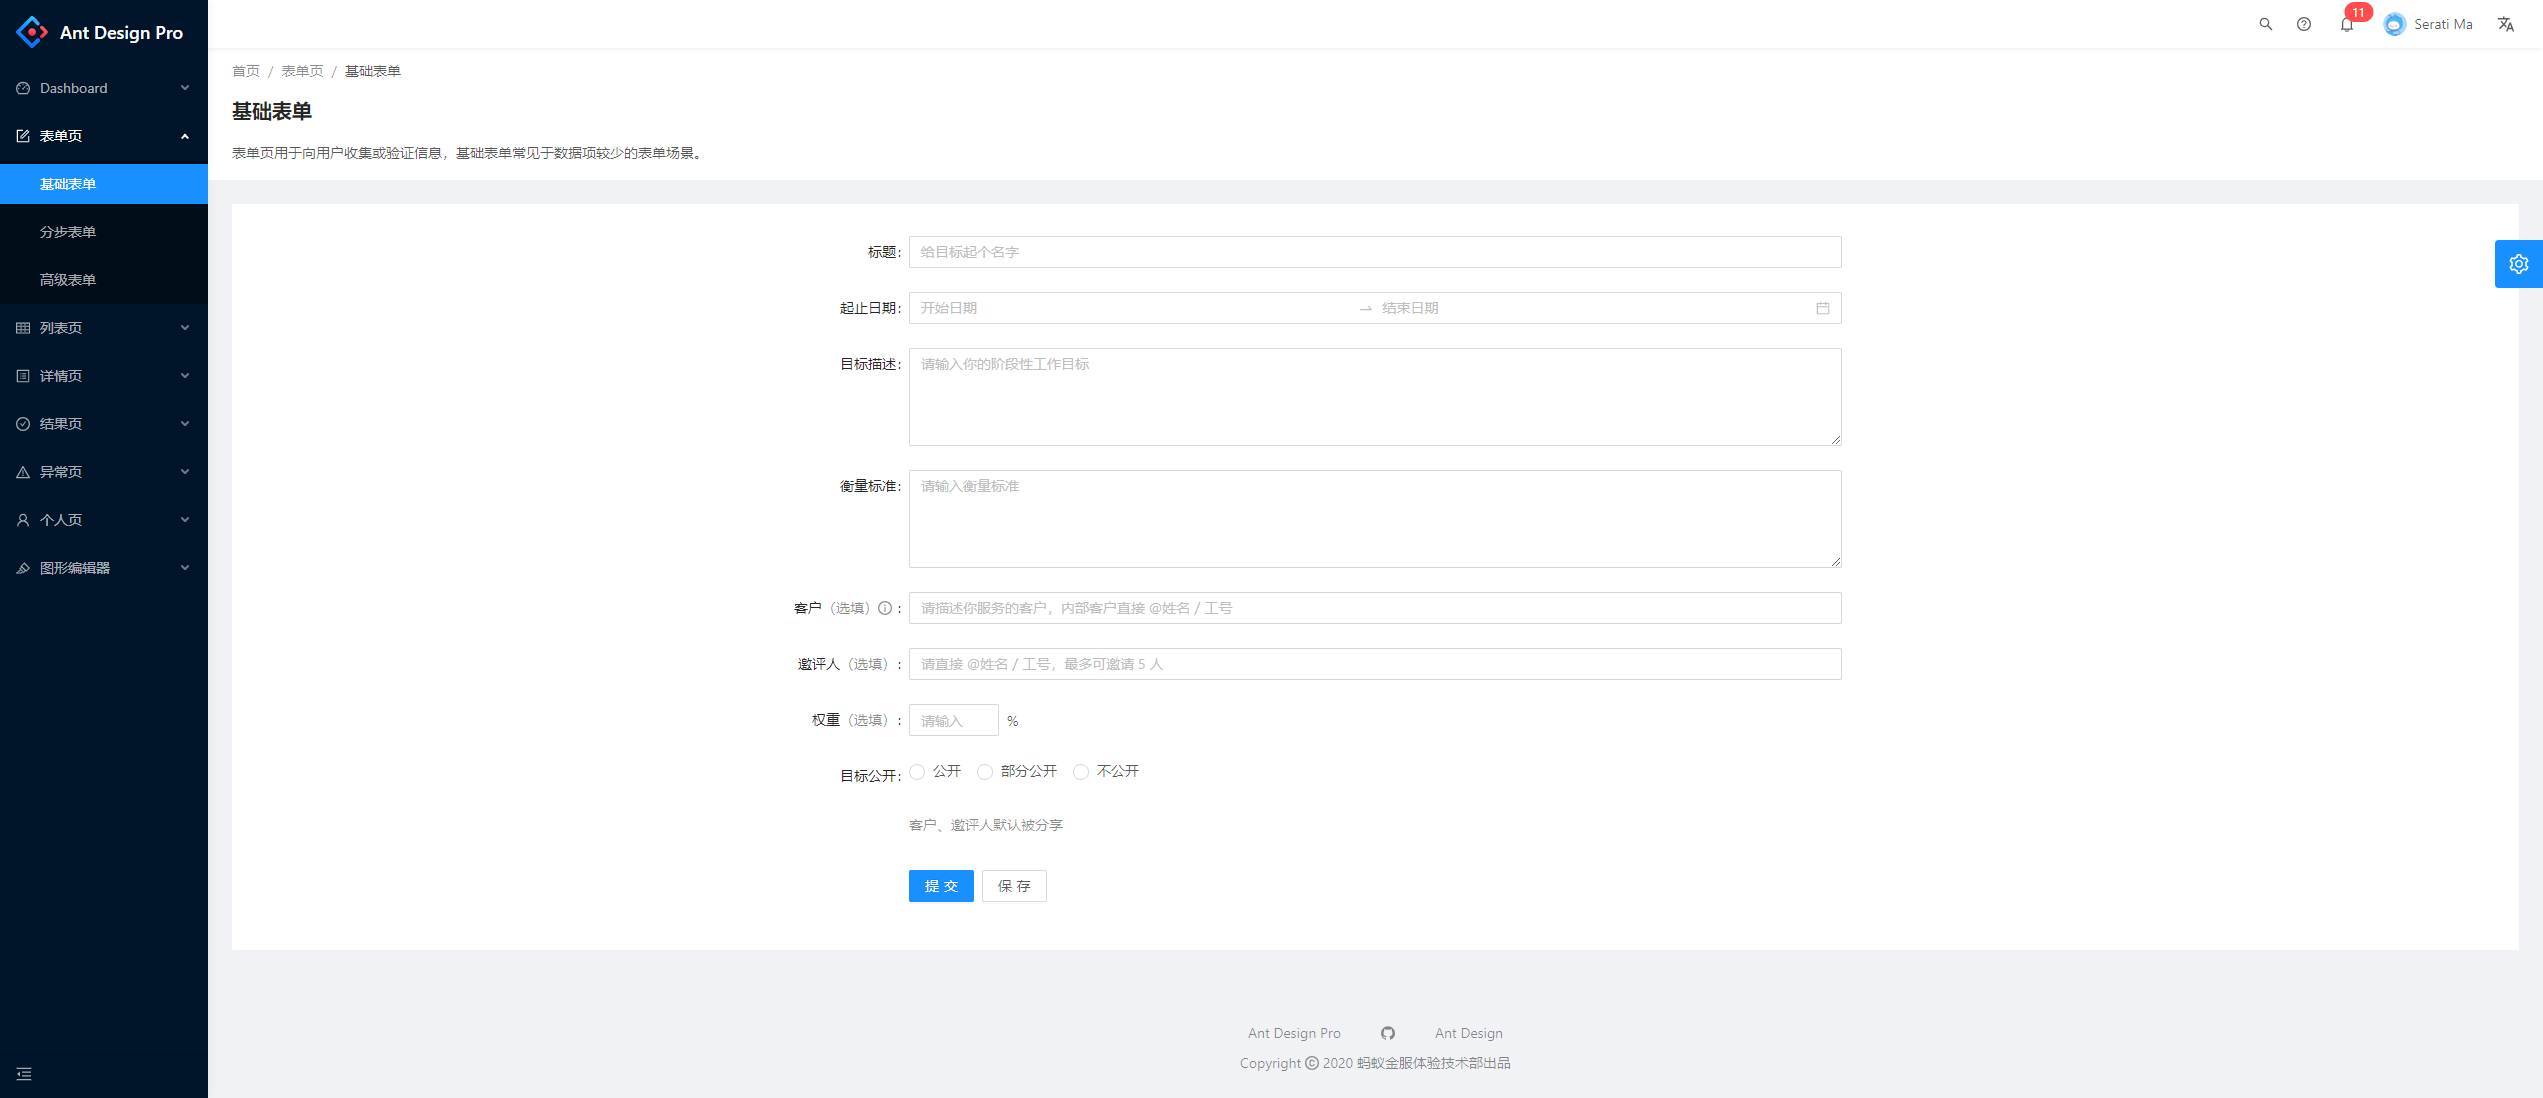 Ant Design Pro
Dashboard
表单页
基础表单
分步表单
高级表单
列表页
详情页
结果页
异常页
个人页
图形编辑器
11
Serati Ma
首页 / 表单页 / 基础表单
基础表单
表单页用于向用户收集或验证信息，基础表单常见于数据项较少的表单场景。
标题: 给目标起个名字
起止日期: 开始日期 → 结束日期
目标描述: 请输入你的阶段性工作目标
衡量标准: 请输入衡量标准
客户（选填） : 请描述你服务的客户，内部客户直接 @姓名 / 工号
邀评人（选填） : 请直接 @姓名 / 工号，最多可邀请 5 人
权重（选填） : 请输入 %
目标公开: 公开 部分公开 不公开
客户、邀评人默认被分享
提 交 保 存
Ant Design Pro Ant Design
Copyright © 2020 蚂蚁金服体验技术部出品